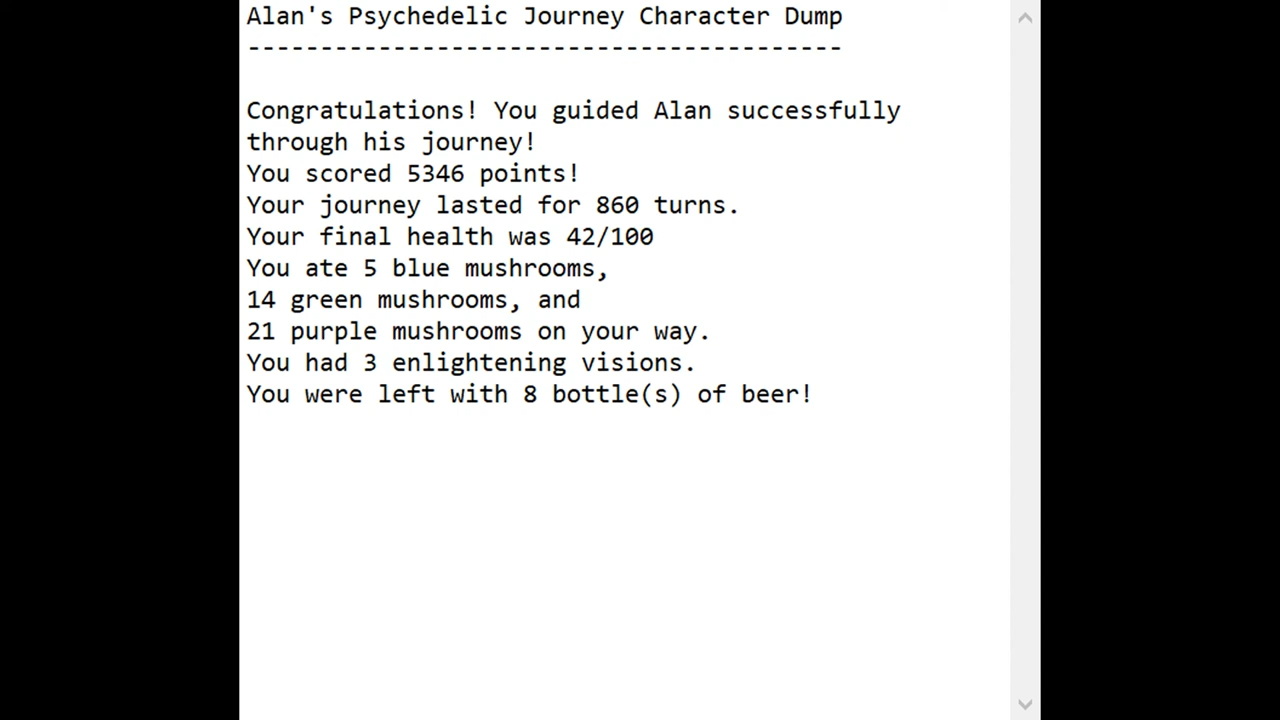 Alan's Psychedelic Journey Character Dump
-----------------------------------------
Congratulations! You guided Alan successfully
through his journey!
You scored 5346 points!
Your journey lasted for 860 turns.
Your final health was 42/100
You ate 5 blue mushrooms,
14 green mushrooms, and
21 purple mushrooms on your way.
You had 3 enlightening visions.
You were left with 8 bottle(s) of beer!